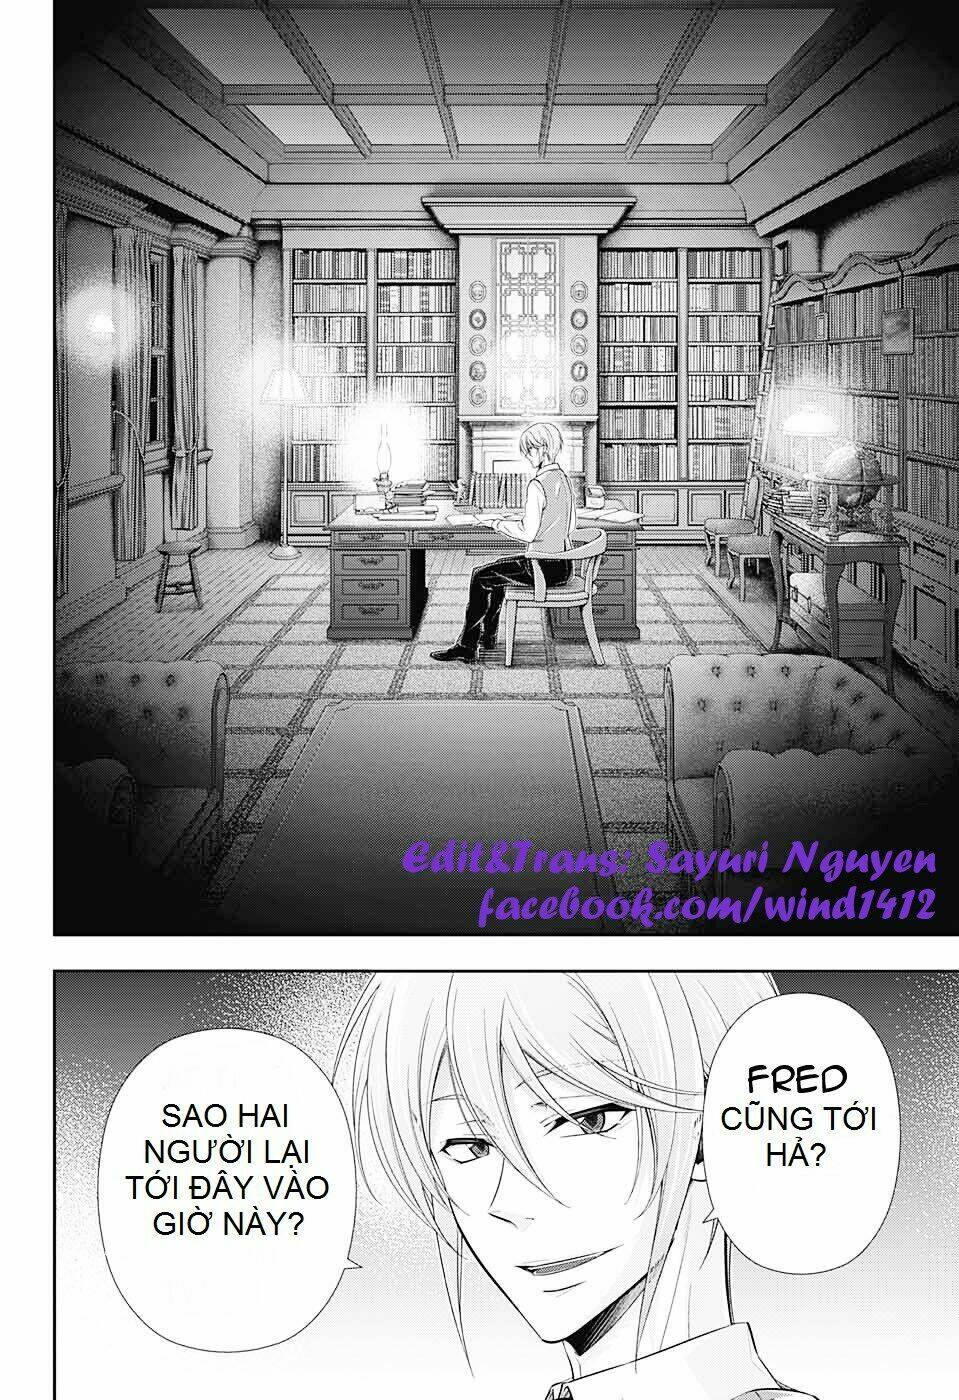 Edit&Trans: Sayuri Nguyen
facebook.com/wind1412
FRED
CŨNG TỚI
HẢ?
SAO HAI
NGƯỜI LẠI
TỚI ĐÂY VÀO
GIỜ NÀY?